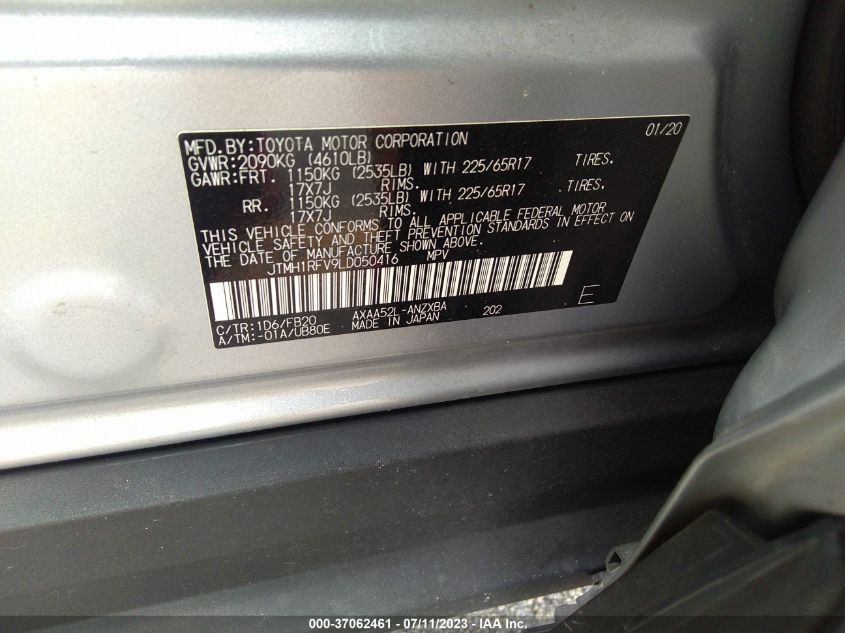 MFD.BY:TOYOTA MOTOR CORPORATION 01/20
GVWR:2090KG (4610LB)
GAWR:FRT 1150KG (2535LB) WITH 225/65R17 TIRES.
17X7J RIMS.
RR. 1150KG (2535LB) WITH 225/65R17 TIRES.
17X7J RIMS.
THIS VEHICLE CONFORMS TO ALL APPLICABLE FEDERAL MOTOR
VEHICLE SAFETY AND THEFT PREVENTION STANDARDS IN EFFECT ON
THE DATE OF MANUFACTURE SHOWN ABOVE.
JTMH1RFV9LD050416 MPV
E
C/TR:1D6/FB20 AXAA52L-ANZXBA 202
A/TM:-01A/UB80E MADE IN JAPAN
000-37062461 - 07/11/2023 - IAA Inc.